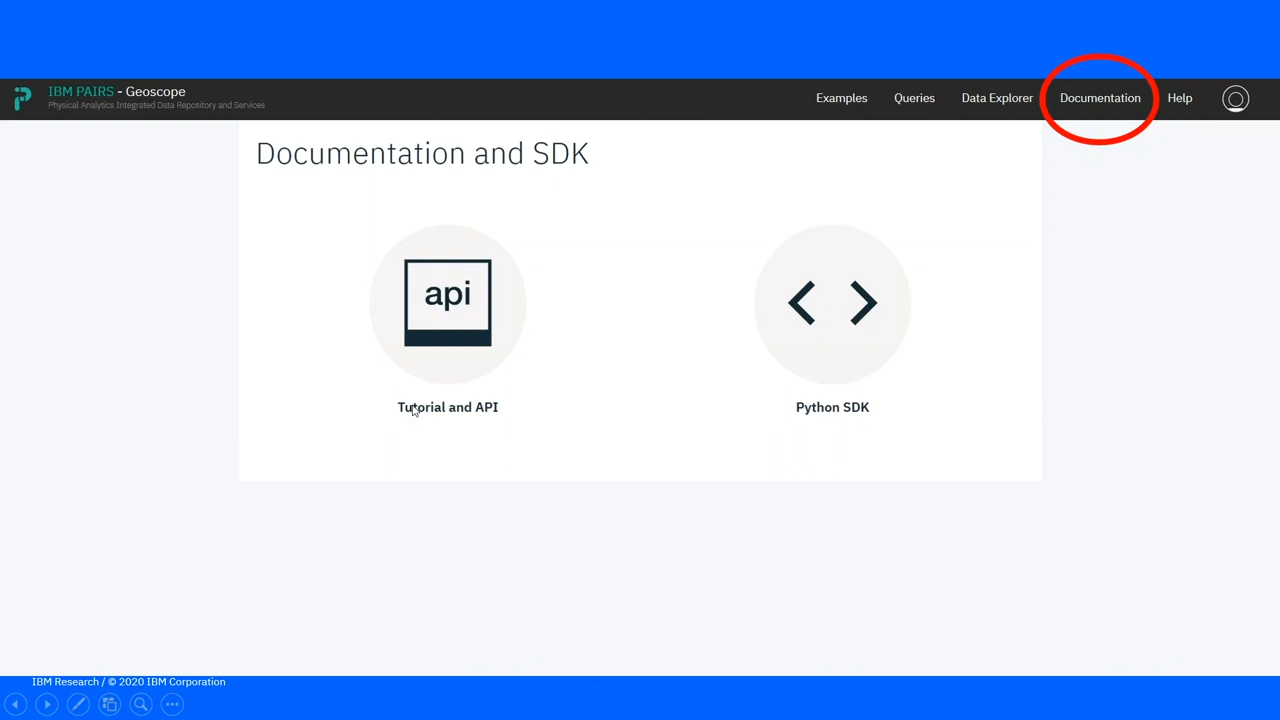 IBM PAIRS - Geoscope
Physical Analytics Integrated Data Repository and Services
Examples
Queries
Data Explorer
Documentation
Help
Documentation and SDK
api
Tutorial and API
Python SDK
IBM Research / © 2020 IBM Corporation